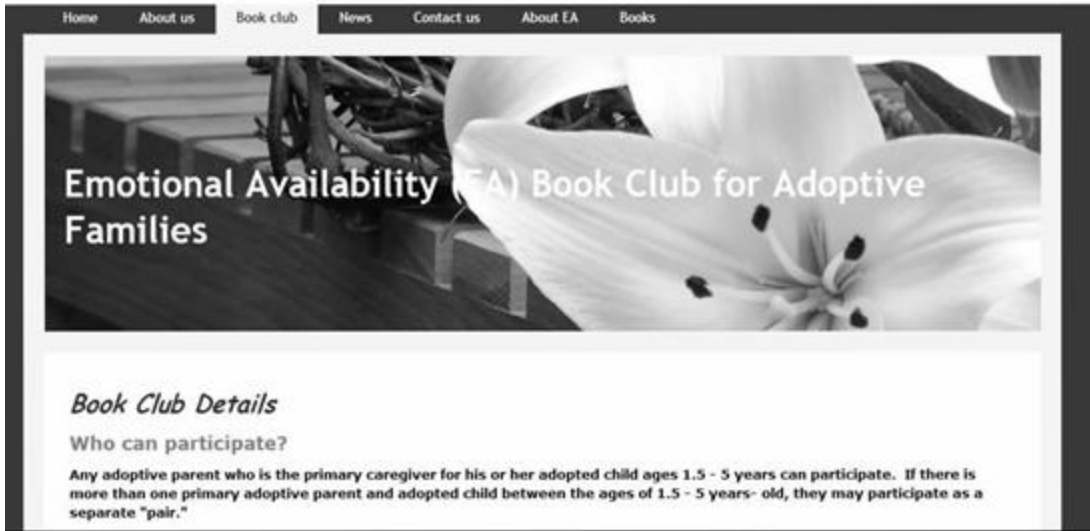 Home About us Book club News Contact us About EA Books
Emotional Availability (EA) Book Club for Adoptive
Families
Book Club Details
Who can participate?
Any adoptive parent who is the primary caregiver for his or her adopted child ages 1.5 - 5 years can participate. If there is
more than one primary adoptive parent and adopted child between the ages of 1.5 - 5 years- old, they may participate as a
separate "pair."